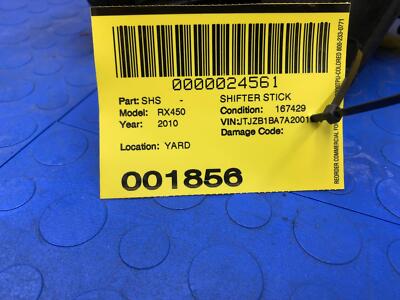 0000024561
Part: SHS - SHIFTER STICK
Model: RX450 Condition: 167429
Year: 2010 VIN:JTJZB1BA7A2001
Damage Code:
Location: YARD
001856